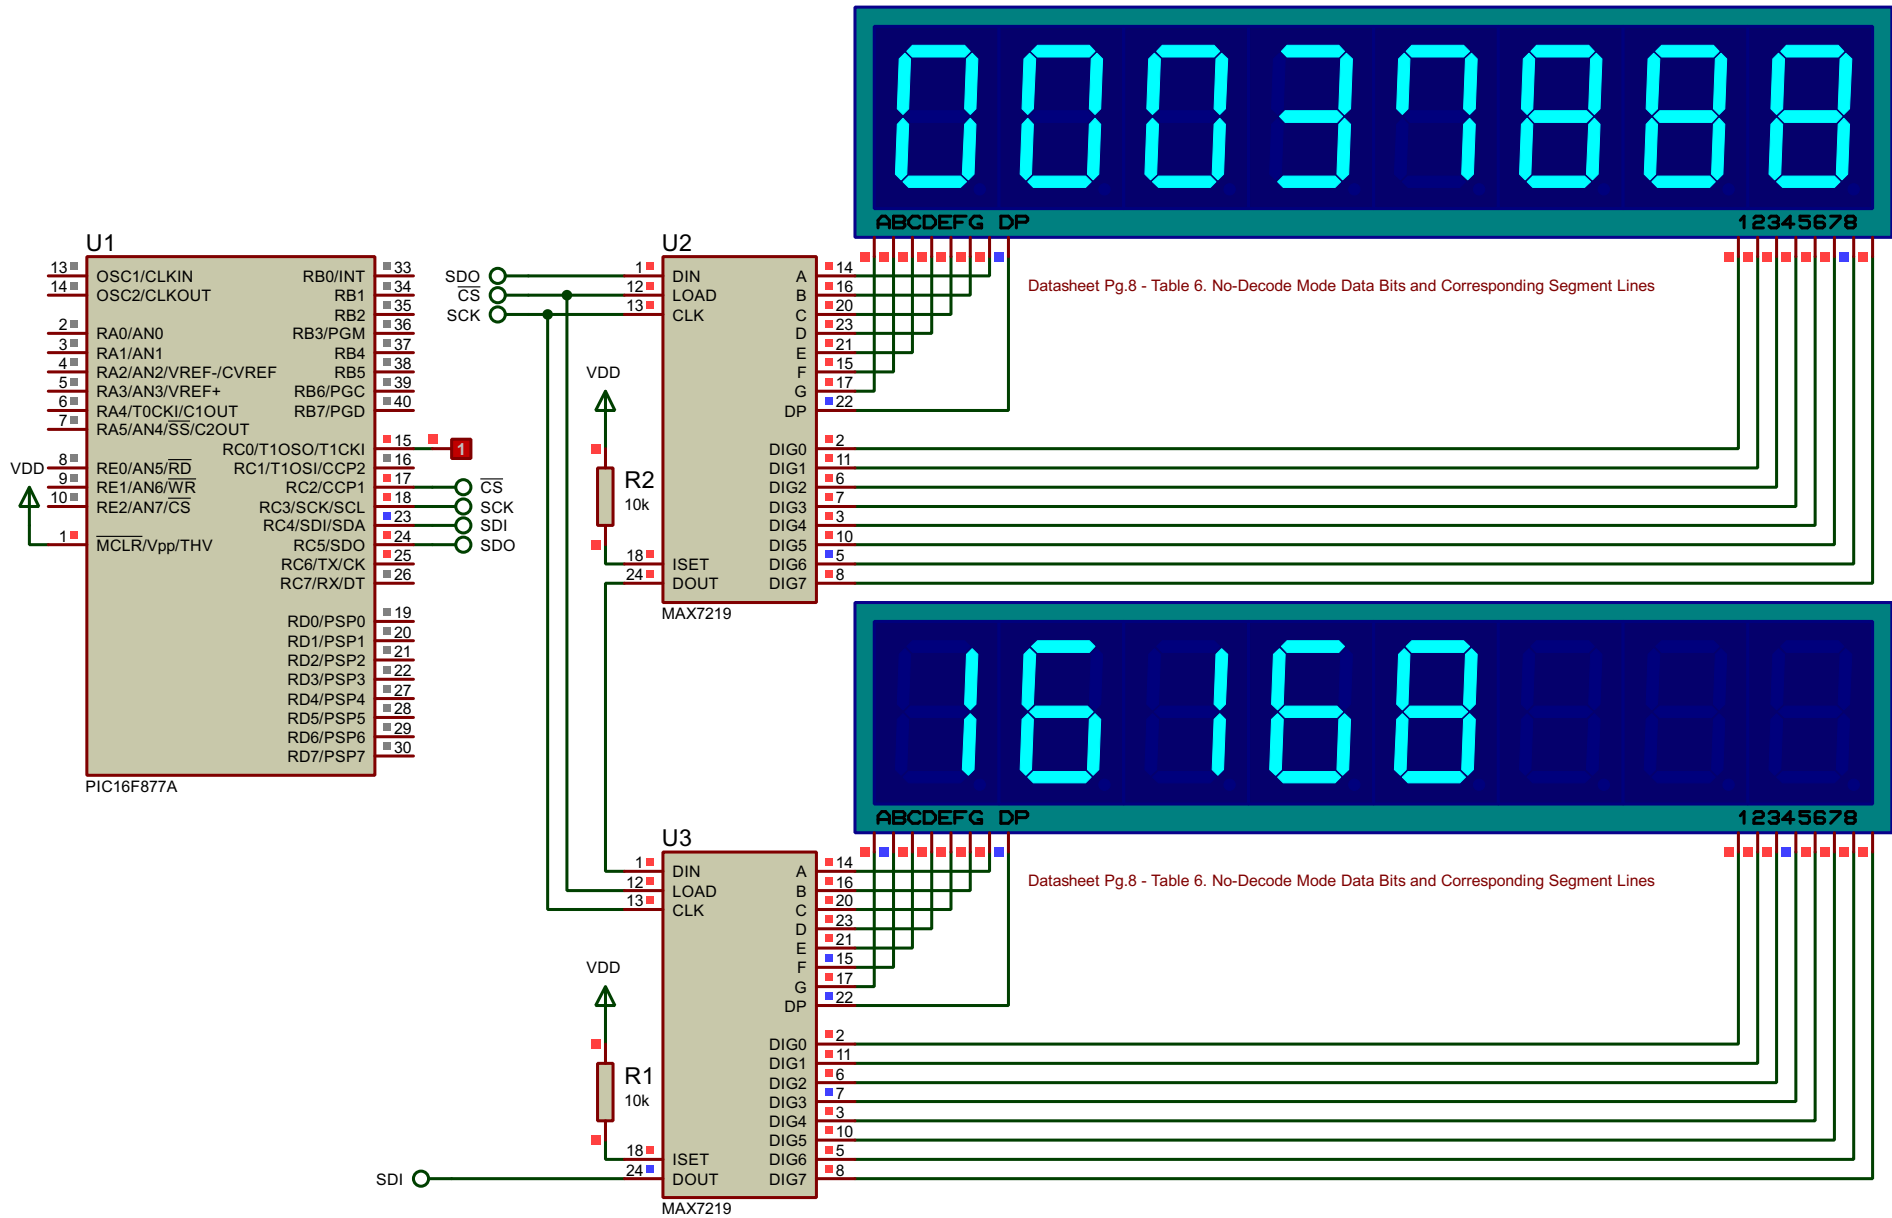 00037888
ABCDEFG DP
12345678
U1
13
OSC1/CLKIN
14
OSC2/CLKOUT
2
RA0/AN0
3
RA1/AN1
4
RA2/AN2/VREF-/CVREF
5
RA3/AN3/VREF+
6
RA4/T0CKI/C1OUT
7
RA5/AN4/SS/C2OUT
8
RE0/AN5/RD
9
RE1/AN6/WR
10
RE2/AN7/CS
VDD
1
MCLR/Vpp/THV
RB0/INT
33
RB1
34
RB2
35
RB3/PGM
36
RB4
37
RB5
38
RB6/PGC
39
RB7/PGD
40
RC0/T1OSO/T1CKI
15
1
RC1/T1OSI/CCP2
16
RC2/CCP1
17
CS
RC3/SCK/SCL
18
SCK
RC4/SDI/SDA
23
SDI
RC5/SDO
24
SDO
RC6/TX/CK
25
RC7/RX/DT
26
RD0/PSP0
19
RD1/PSP1
20
RD2/PSP2
21
RD3/PSP3
22
RD4/PSP4
27
RD5/PSP5
28
RD6/PSP6
29
RD7/PSP7
30
PIC16F877A
U2
SDO
1
DIN
CS
12
LOAD
SCK
13
CLK
VDD
R2
10k
18
ISET
24
DOUT
A
14
B
16
C
20
D
23
E
21
F
15
G
17
DP
22
DIG0
2
DIG1
11
DIG2
6
DIG3
7
DIG4
3
DIG5
10
DIG6
5
DIG7
8
MAX7219
Datasheet Pg.8 - Table 6. No-Decode Mode Data Bits and Corresponding Segment Lines
16168
ABCDEFG DP
12345678
U3
1
DIN
12
LOAD
13
CLK
VDD
R1
10k
18
ISET
SDI
24
DOUT
A
14
B
16
C
20
D
23
E
21
F
15
G
17
DP
22
DIG0
2
DIG1
11
DIG2
6
DIG3
7
DIG4
3
DIG5
10
DIG6
5
DIG7
8
MAX7219
Datasheet Pg.8 - Table 6. No-Decode Mode Data Bits and Corresponding Segment Lines